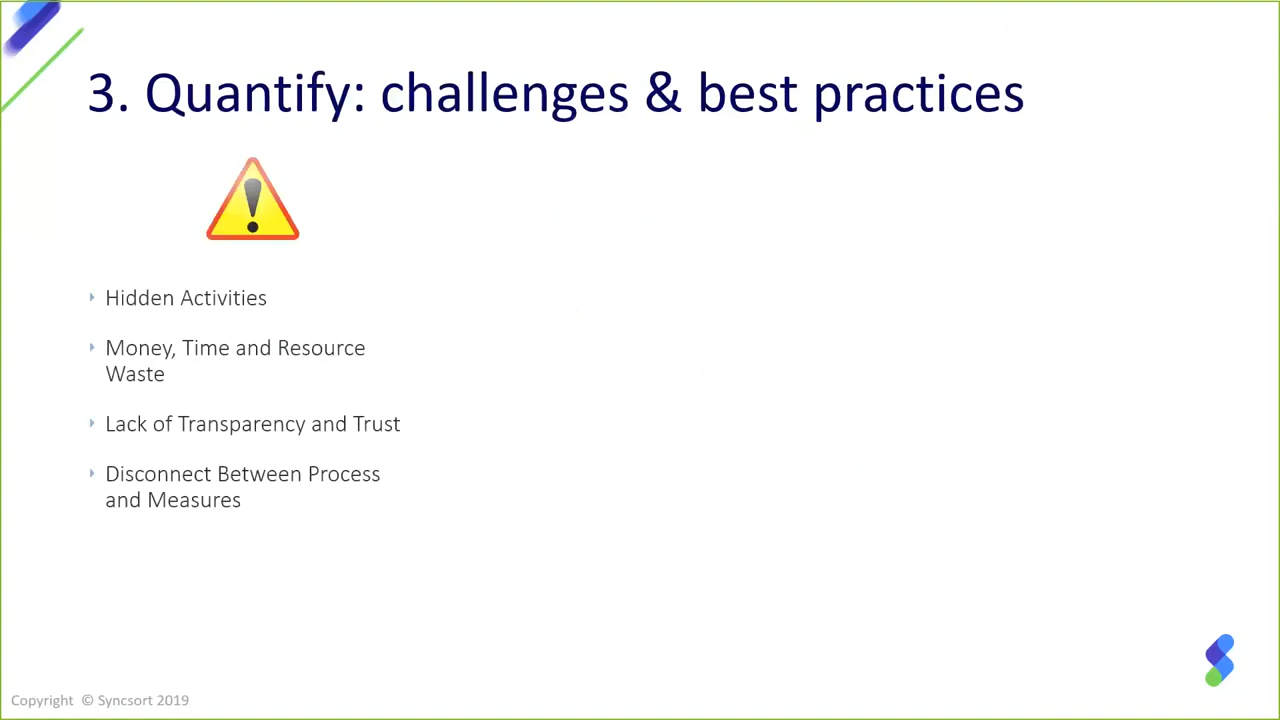 3. Quantify: challenges & best practices
Hidden Activities
Money, Time and Resource
Waste
Lack of Transparency and Trust
Disconnect Between Process
and Measures
Copyright © Syncsort 2019